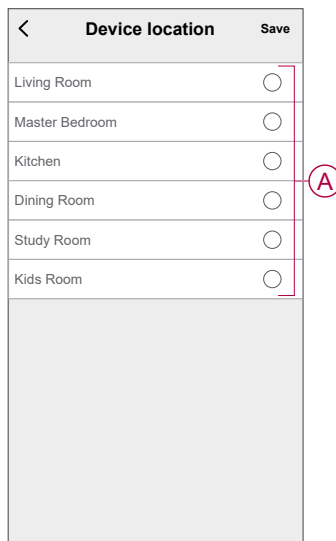 Device location Save
Living Room
Master Bedroom
Kitchen
A
Dining Room
Study Room
Kids Room